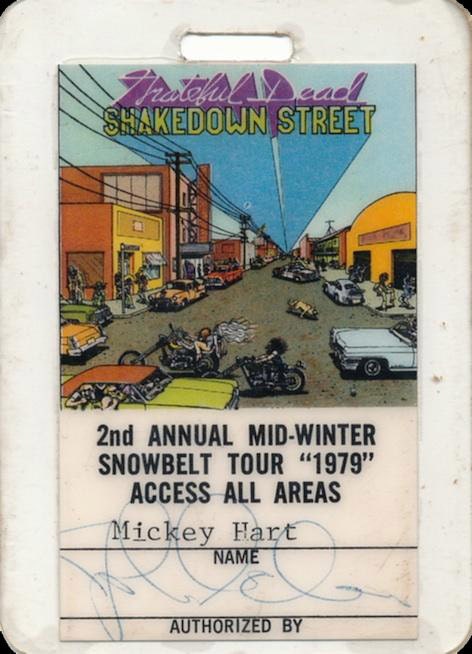 Grateful Dead
SHAKEDOWN STREET
2nd ANNUAL MID-WINTER
SNOWBELT TOUR “1979”
ACCESS ALL AREAS
Mickey Hart
NAME
AUTHORIZED BY